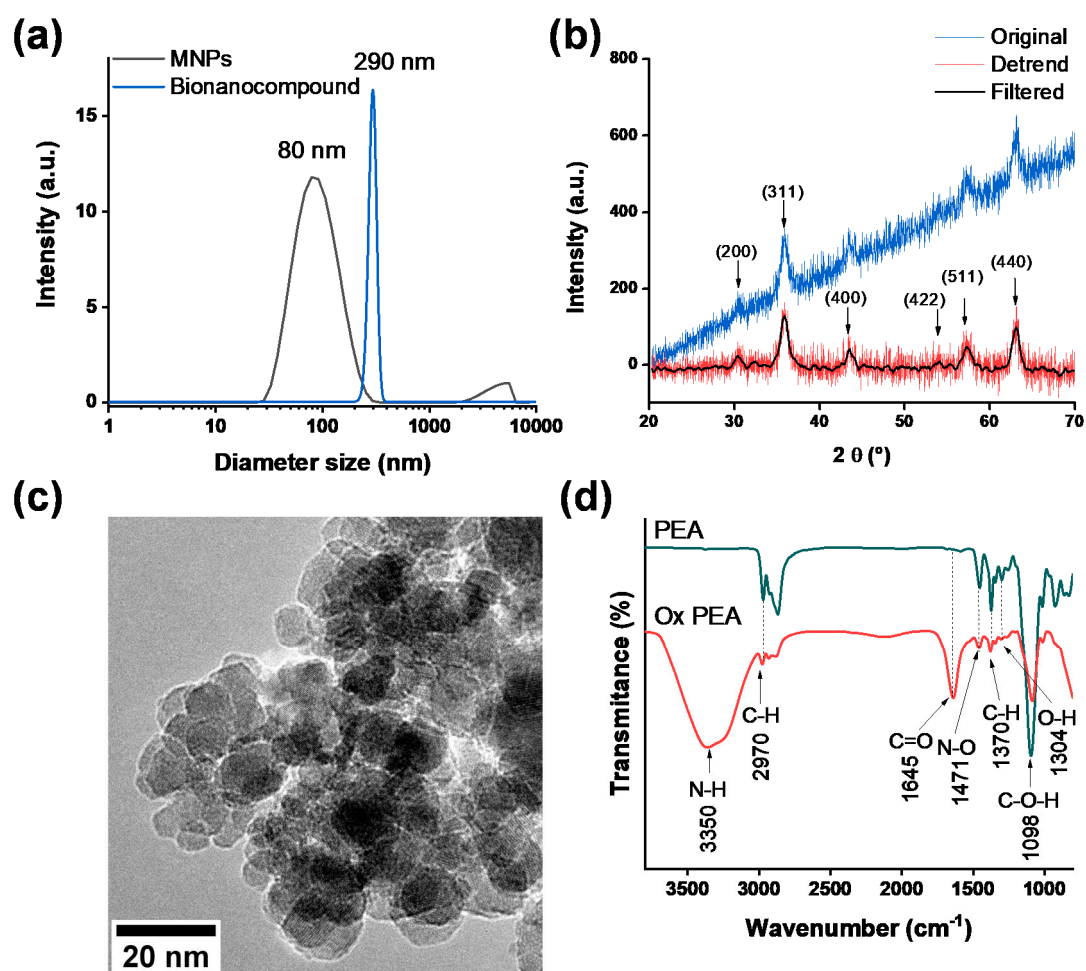 (a)
MNPs
Bionanocompound
290 nm
80 nm
15
10
5
0
Intensity (a.u.)
1 10 100 1000 10000
Diameter size (nm)
(b)
Original
Detrend
Filtered
800
600
400
200
0
Intensity (a.u.)
(200)
(311)
(400)
(422)
(511)
(440)
20 30 40 50 60 70
2 θ (°)
(c)
20 nm
(d)
PEA
Ox PEA
Transmitance (%)
N-H
3350
C-H
2970
C=O
1645
N-O
1471
C-H
1370
C-O-H
1098
O-H
1304
3500 3000 2500 2000 1500 1000
Wavenumber (cm⁻¹)